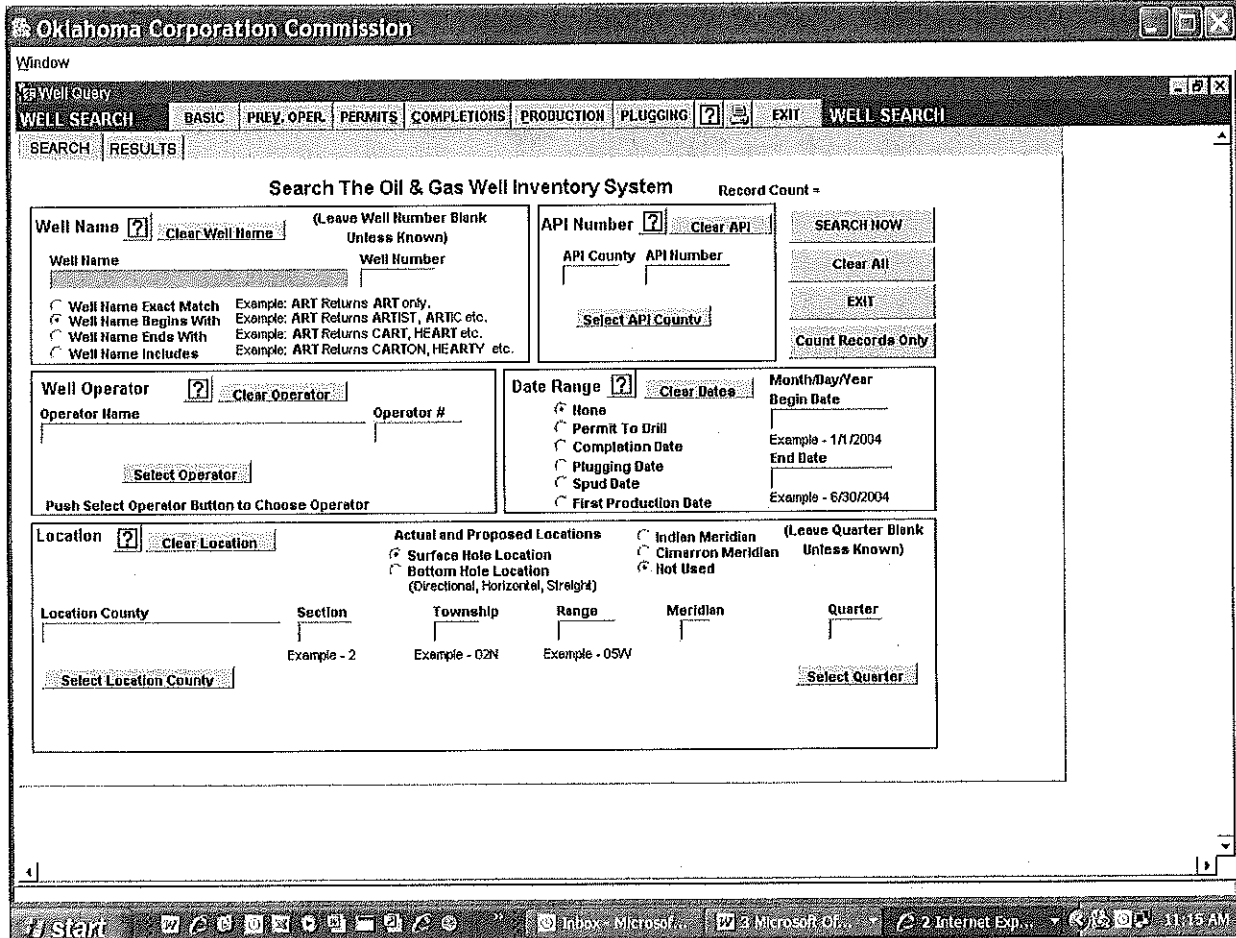 Oklahoma Corporation Commission
Window
Well Query
WELL SEARCH BASIC PREV. OPER. PERMITS COMPLETIONS PRODUCTION PLUGGING ? EXIT WELL SEARCH
SEARCH RESULTS
Search The Oil & Gas Well Inventory System Record Count =
Well Name ? Clear Well Name (Leave Well Number Blank
Unless Known)
Well Name Well Number
Well Name Exact Match Example: ART Returns ART only.
Well Name Begins With Example: ART Returns ARTIST, ARTIC etc.
Well Name Ends With Example: ART Returns CART, HEART etc.
Well Name Includes Example: ART Returns CARTON, HEARTY etc.
API Number ? Clear API
API County API Number
Select API County
SEARCH NOW
Clear All
EXIT
Count Records Only
Well Operator ? Clear Operator
Operator Name Operator #
Select Operator
Push Select Operator Button to Choose Operator
Date Range ? Clear Dates
None
Permit To Drill
Completion Date
Plugging Date
Spud Date
First Production Date
Month/Day/Year
Begin Date
Example - 1/1/2004
End Date
Example - 6/30/2004
Location ? Clear Location
Actual and Proposed Locations
Surface Hole Location
Bottom Hole Location
(Directional, Horizontal, Straight)
Indian Meridian
Cimarron Meridian
Not Used
(Leave Quarter Blank
Unless Known)
Location County Section Township Range Meridian Quarter
Example - 2 Example - 02N Example - 05W
Select Location County Select Quarter
start Inbox - Microsof... 3 Microsoft Of... 2 Internet Exp... 11:15 AM